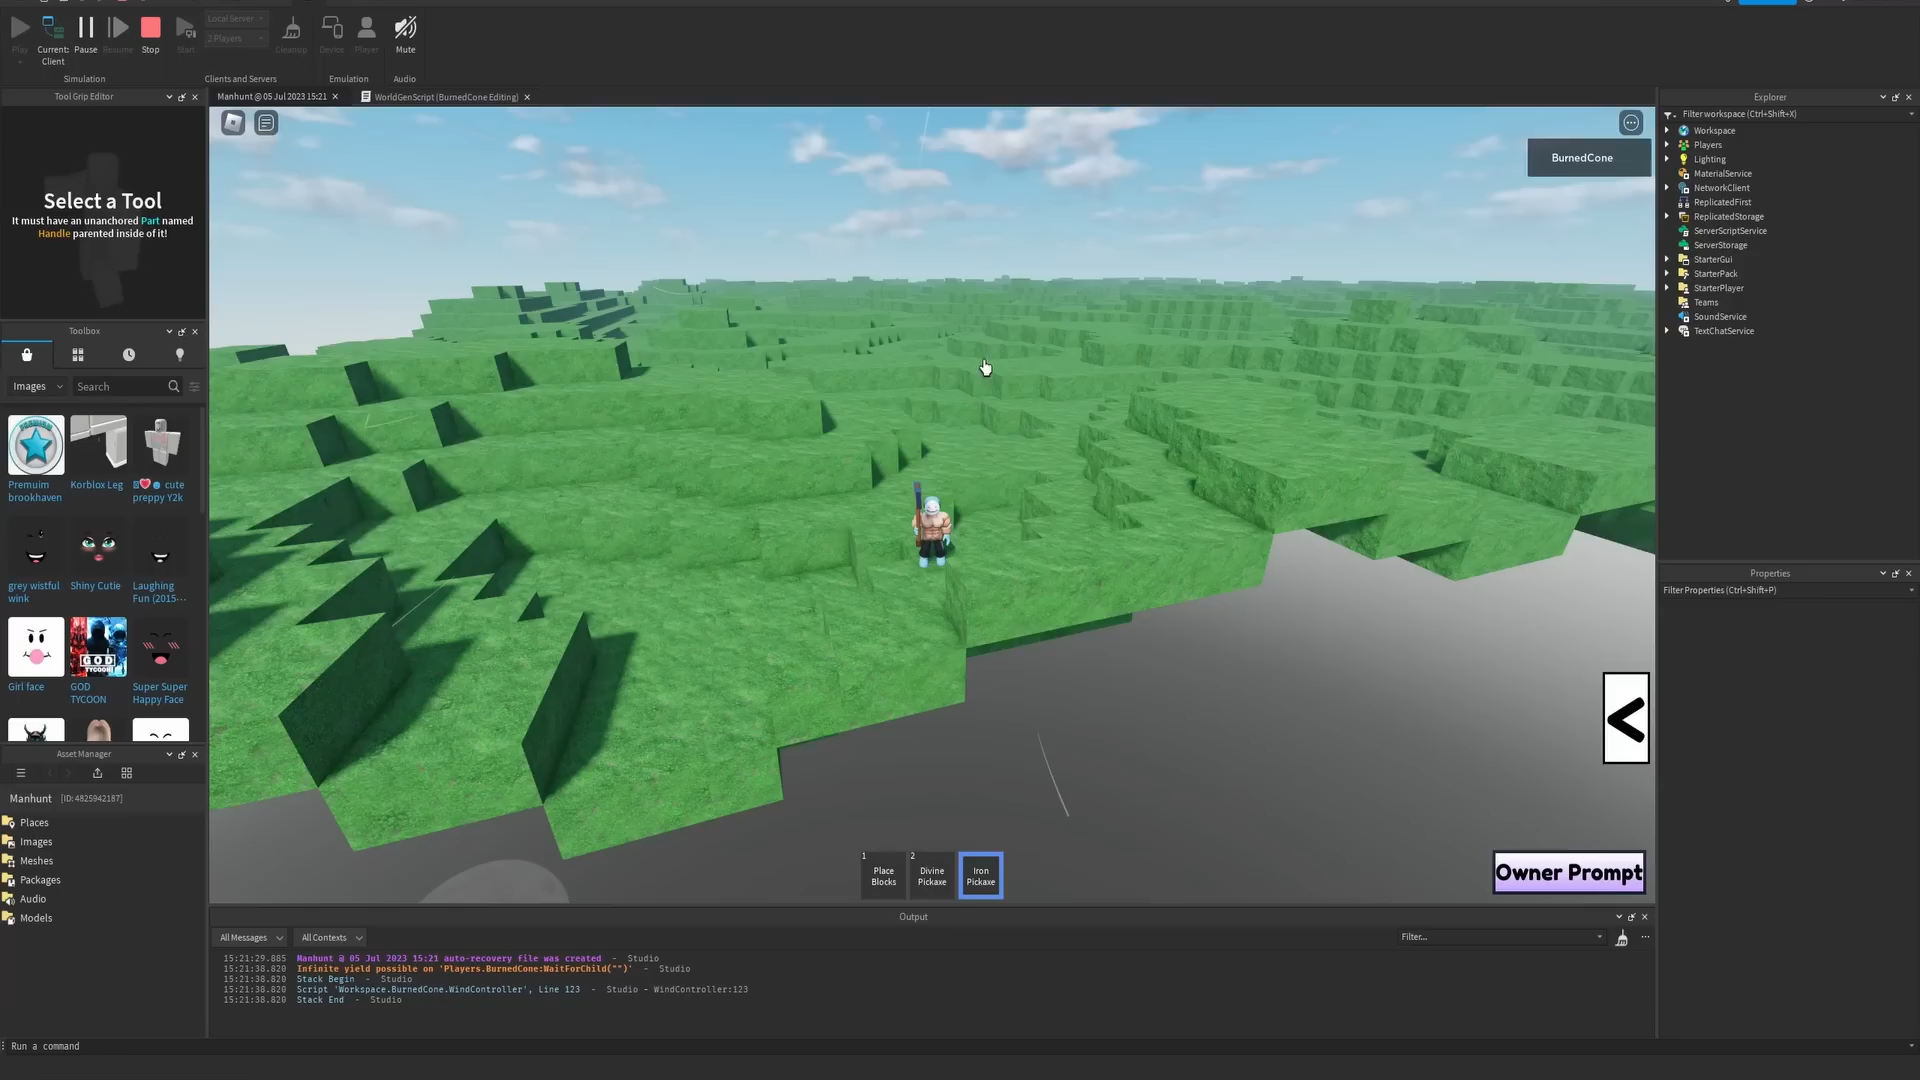 Local Server
2 Players
Play
Current:
Client
Pause
Resume
Stop
Start
Cleanup
Device
Player
Mute
Simulation
Clients and Servers
Emulation
Audio
Tool Grip Editor
Manhunt @ 05 Jul 2023 15:21
WorldGenScript (BurnedCone Editing)
Explorer
Filter workspace (Ctrl+Shift+X)
Workspace
Players
Lighting
MaterialService
NetworkClient
ReplicatedFirst
ReplicatedStorage
ServerScriptService
ServerStorage
StarterGui
StarterPack
StarterPlayer
Teams
SoundService
TextChatService
BurnedCone
Select a Tool
It must have an unanchored Part named
Handle parented inside of it!
Toolbox
Images
Search
PREMIUM
Premuim
brookhaven
Korblox Leg
cute
preppy Y2k
grey wistful
wink
Shiny Cutie
Laughing
Fun (2015-…
GOD
TYCOON
Girl face
GOD
TYCOON
Super Super
Happy Face
Properties
Filter Properties (Ctrl+Shift+P)
Asset Manager
Manhunt [ID: 4825942187]
Places
Images
Meshes
Packages
Audio
Models
<
1
Place
Blocks
2
Divine
Pickaxe
Iron
Pickaxe
Owner Prompt
Output
All Messages
All Contexts
Filter...
15:21:29.885 Manhunt @ 05 Jul 2023 15:21 auto-recovery file was created - Studio
15:21:38.820 Infinite yield possible on 'Players.BurnedCone:WaitForChild("")' - Studio
15:21:38.820 Stack Begin - Studio
15:21:38.820 Script 'Workspace.BurnedCone.WindController', Line 123 - Studio - WindController:123
15:21:38.820 Stack End - Studio
Run a command